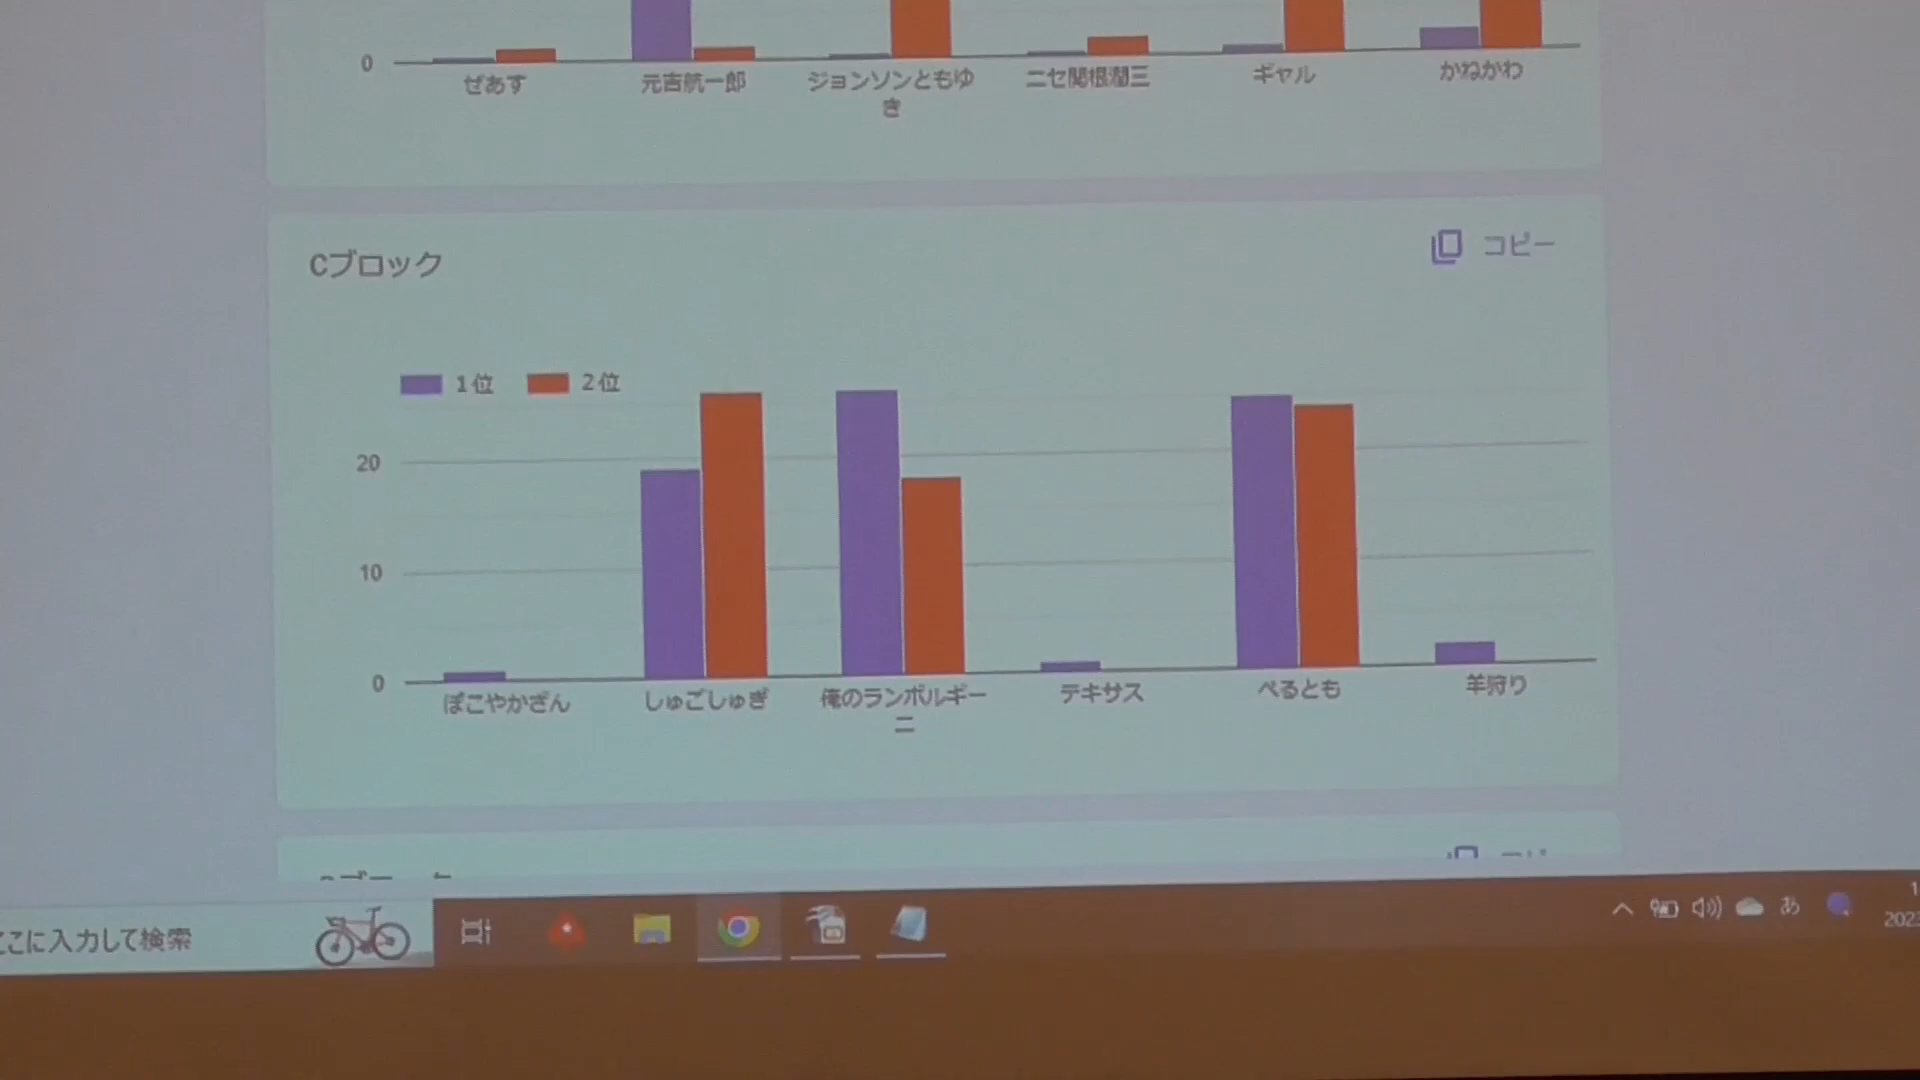 0
ぜあす
元吉航一郎
ジョンソンともゆ
き
ニセ関根潤三
ギャル
かねかわ
Cブロック
コピー
1位
2位
20
10
0
ぽこやかざん
しゅごしゅぎ
俺のランボルギー
ニ
テキサス
ぺるとも
羊狩り
ここに入力して検索
あ